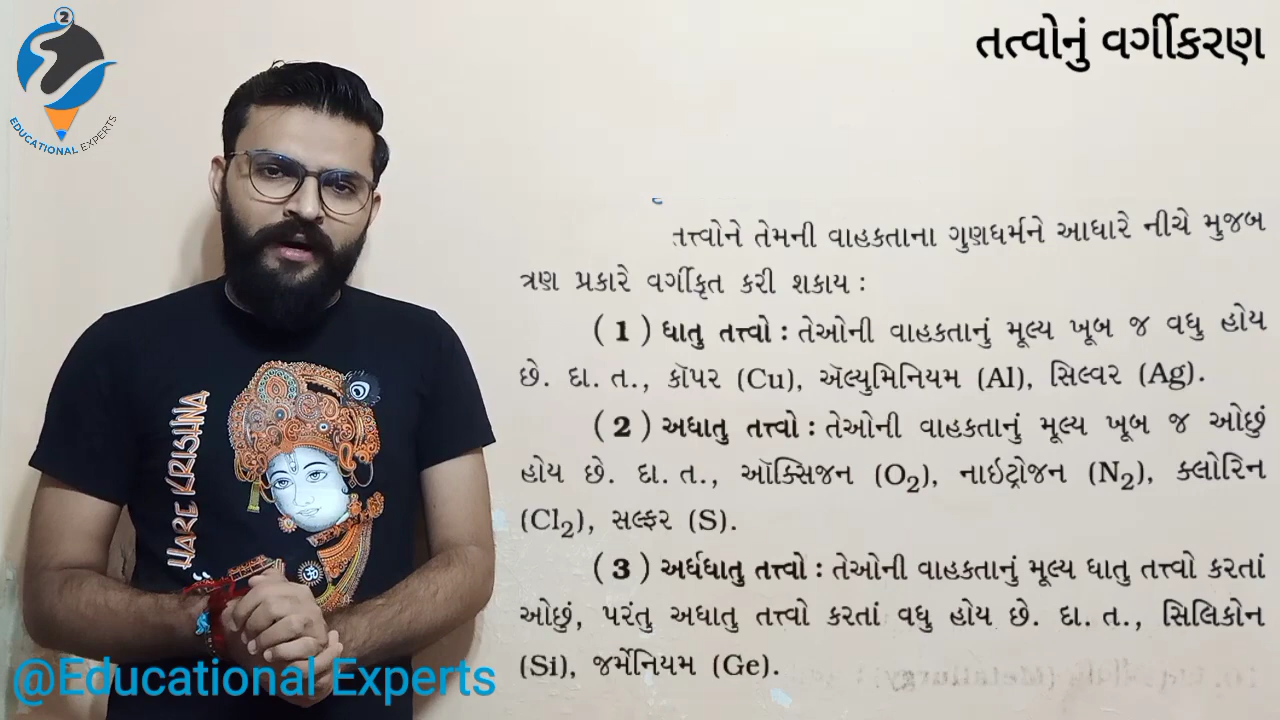 2
EDUCATIONAL EXPERTS
તત્વોનું વર્ગીકરણ
તત્ત્વોને તેમની વાહકતાના ગુણધર્મને આધારે નીચે મુજબ
ત્રણ પ્રકારે વર્ગીકૃત કરી શકાય :
( 1 ) ધાતુ તત્ત્વો : તેઓની વાહકતાનું મૂલ્ય ખૂબ જ વધુ હોય
છે. દા. ત., કૉપર (Cu), ઍલ્યુમિનિયમ (Al), સિલ્વર (Ag).
( 2 ) અધાતુ તત્ત્વો : તેઓની વાહકતાનું મૂલ્ય ખૂબ જ ઓછું
હોય છે. દા. ત., ઑક્સિજન (O₂), નાઇટ્રોજન (N₂), ક્લોરિન
(Cl₂), સલ્ફર (S).
( 3 ) અર્ધધાતુ તત્ત્વો : તેઓની વાહકતાનું મૂલ્ય ધાતુ તત્ત્વો કરતાં
ઓછું, પરંતુ અધાતુ તત્ત્વો કરતાં વધુ હોય છે. દા. ત., સિલિકોન
(Si), જર્મેનિયમ (Ge).
HARE KRISHNA
@Educational Experts